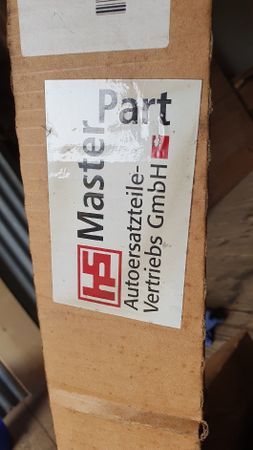 HS Master Part
Autoersatzteile-
Vertriebs GmbH